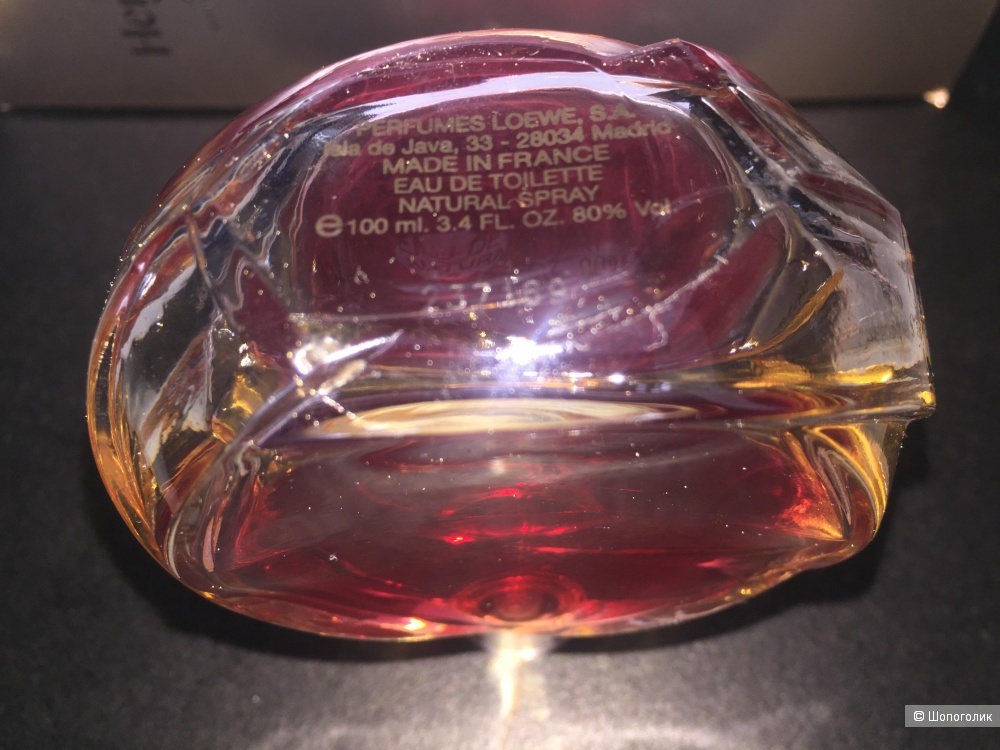 PERFUMES LOEWE, S.A.
Isla de Java, 33 - 28034 Madrid
MADE IN FRANCE
EAU DE TOILETTE
NATURAL SPRAY
℮ 100 ml. 3.4 FL. OZ. 80% Vol.
© Шопоголик